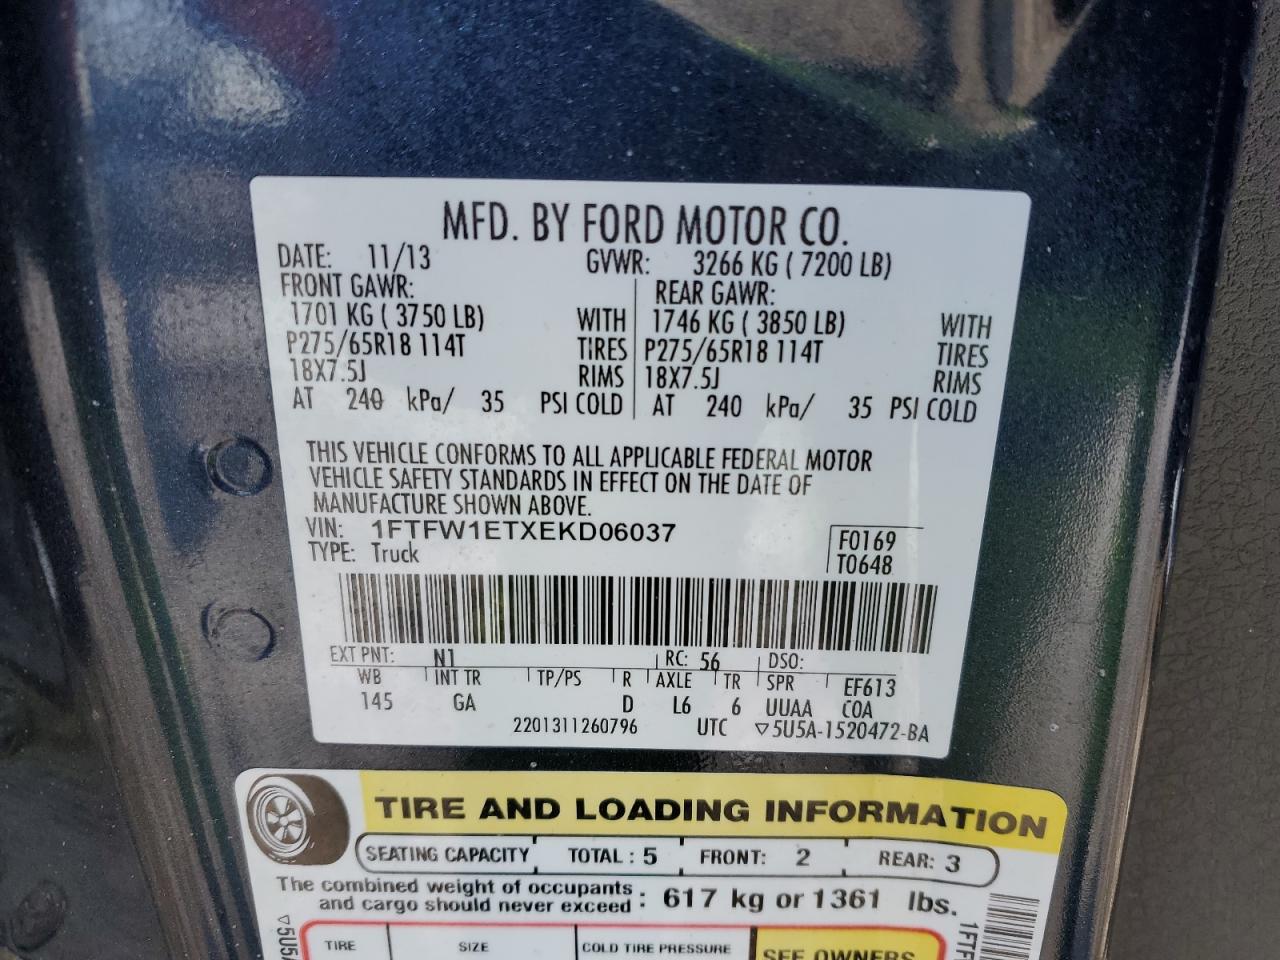 MFD. BY FORD MOTOR CO.
DATE: 11/13 GVWR: 3266 KG ( 7200 LB)
FRONT GAWR: REAR GAWR:
1701 KG ( 3750 LB) WITH 1746 KG ( 3850 LB) WITH
P275/65R18 114T TIRES P275/65R18 114T TIRES
18X7.5J RIMS 18X7.5J RIMS
AT 240 kPa/ 35 PSI COLD AT 240 kPa/ 35 PSI COLD
THIS VEHICLE CONFORMS TO ALL APPLICABLE FEDERAL MOTOR
VEHICLE SAFETY STANDARDS IN EFFECT ON THE DATE OF
MANUFACTURE SHOWN ABOVE.
VIN: 1FTFW1ETXEKD06037 F0169
TYPE: Truck T0648
EXT PNT: N1 RC: 56 DSO:
WB INT TR TP/PS R AXLE TR SPR EF613
145 GA D L6 6 UUAA COA
2201311260796 UTC ▽5U5A-1520472-BA
TIRE AND LOADING INFORMATION
SEATING CAPACITY TOTAL : 5 FRONT: 2 REAR: 3
The combined weight of occupants
and cargo should never exceed : 617 kg or 1361 lbs.
TIRE SIZE COLD TIRE PRESSURE SEE OWNERS
▽5U5A
1FTF